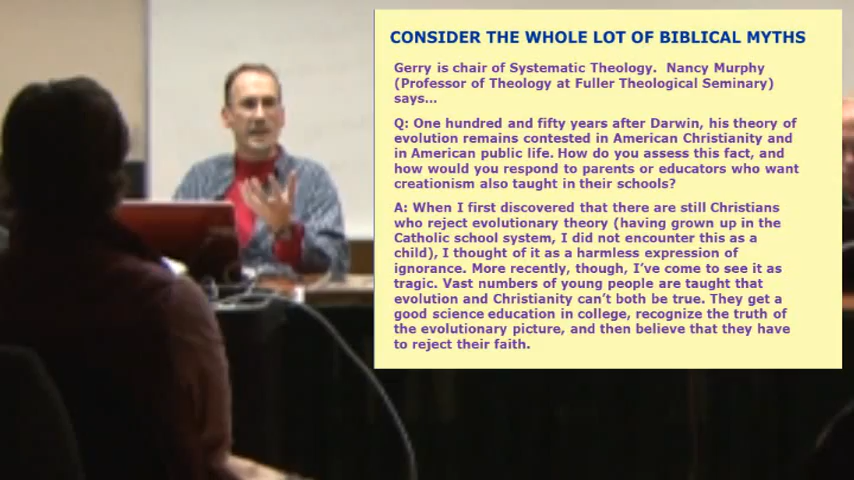 CONSIDER THE WHOLE LOT OF BIBLICAL MYTHS
Gerry is chair of Systematic Theology.  Nancy Murphy
(Professor of Theology at Fuller Theological Seminary)
says...
Q: One hundred and fifty years after Darwin, his theory of
evolution remains contested in American Christianity and
in American public life. How do you assess this fact, and
how would you respond to parents or educators who want
creationism also taught in their schools?
A: When I first discovered that there are still Christians
who reject evolutionary theory (having grown up in the
Catholic school system, I did not encounter this as a
child), I thought of it as a harmless expression of
ignorance. More recently, though, I’ve come to see it as
tragic. Vast numbers of young people are taught that
evolution and Christianity can’t both be true. They get a
good science education in college, recognize the truth of
the evolutionary picture, and then believe that they have
to reject their faith.